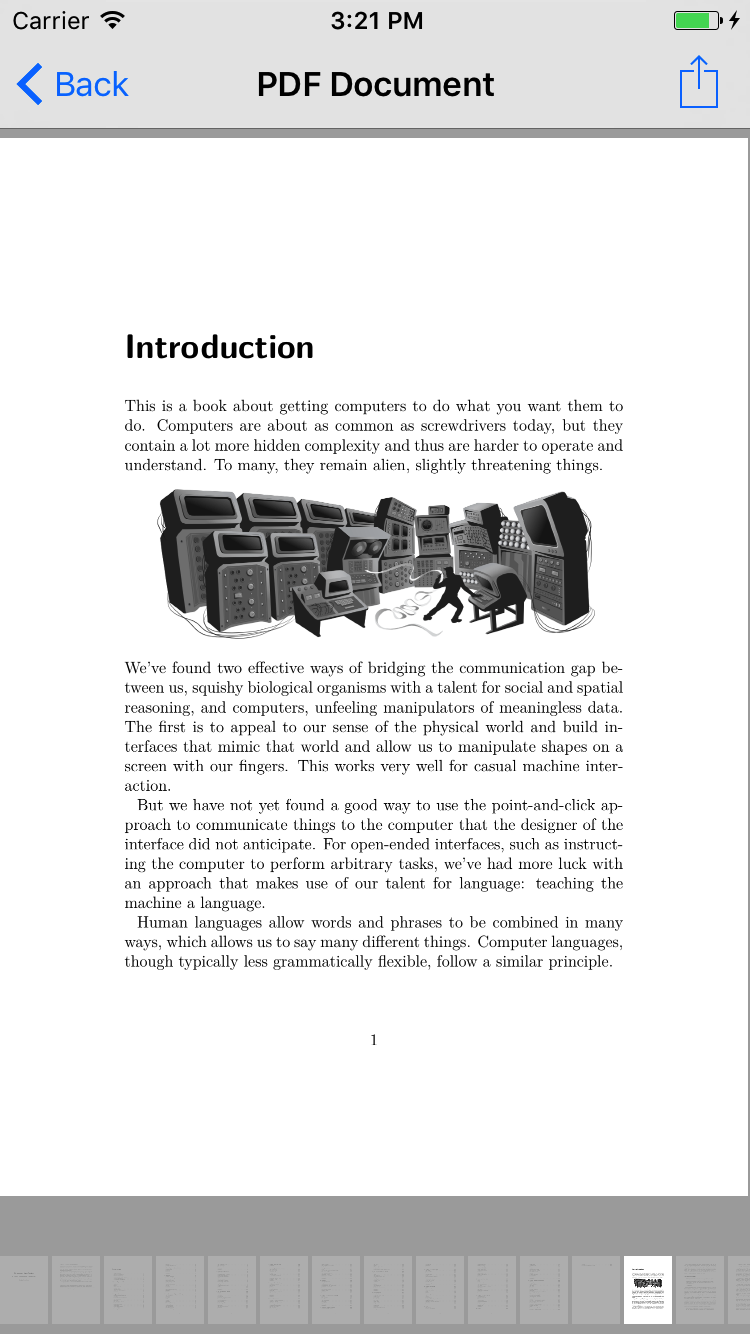 Carrier 3:21 PM
Back PDF Document
Introduction
This is a book about getting computers to do what you want them to
do. Computers are about as common as screwdrivers today, but they
contain a lot more hidden complexity and thus are harder to operate and
understand. To many, they remain alien, slightly threatening things.
We've found two effective ways of bridging the communication gap be-
tween us, squishy biological organisms with a talent for social and spatial
reasoning, and computers, unfeeling manipulators of meaningless data.
The first is to appeal to our sense of the physical world and build in-
terfaces that mimic that world and allow us to manipulate shapes on a
screen with our fingers. This works very well for casual machine inter-
action.
But we have not yet found a good way to use the point-and-click ap-
proach to communicate things to the computer that the designer of the
interface did not anticipate. For open-ended interfaces, such as instruct-
ing the computer to perform arbitrary tasks, we've had more luck with
an approach that makes use of our talent for language: teaching the
machine a language.
Human languages allow words and phrases to be combined in many
ways, which allows us to say many different things. Computer languages,
though typically less grammatically flexible, follow a similar principle.
1